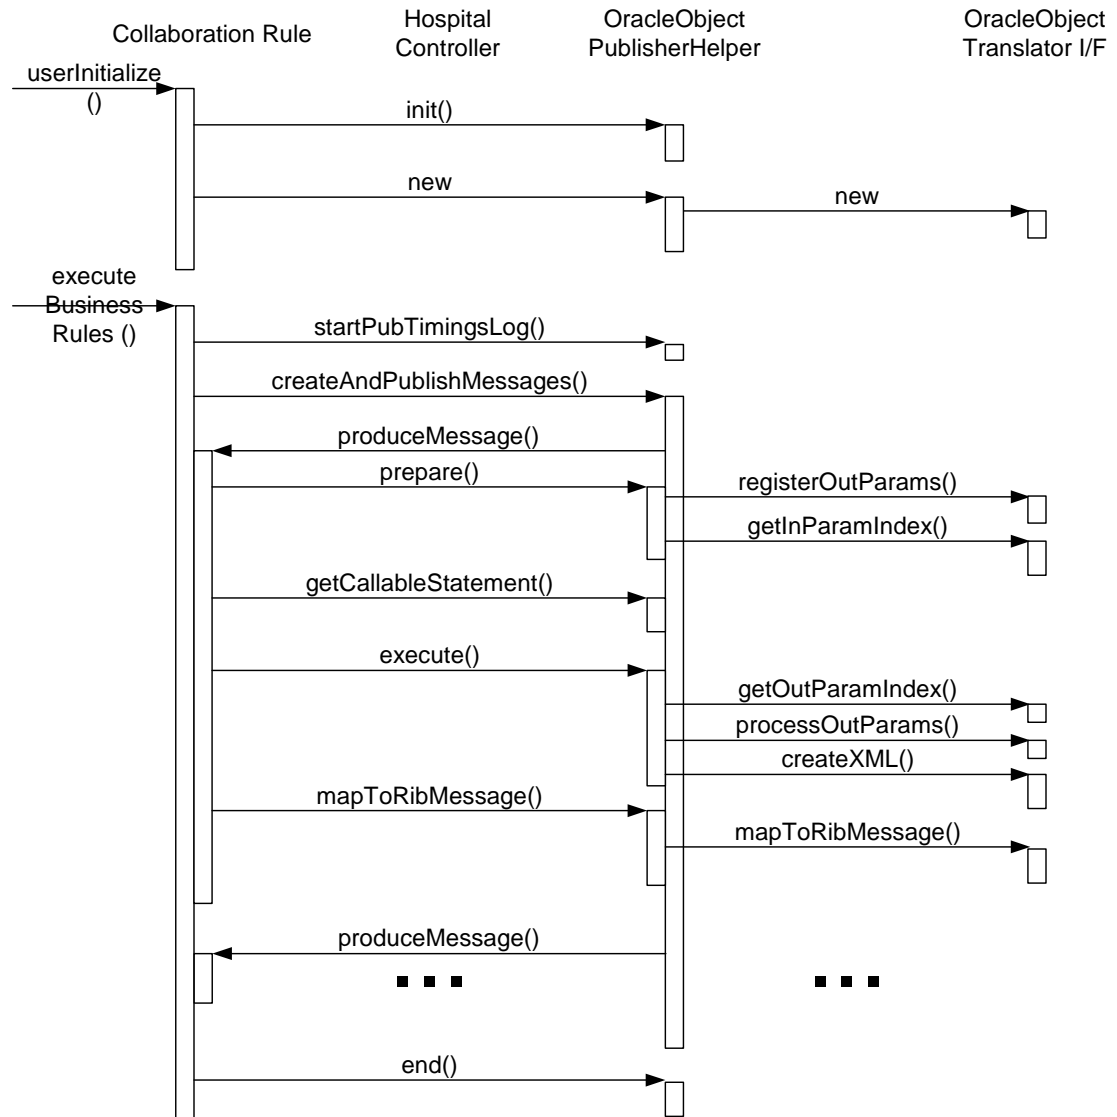 Collaboration Rule
Hospital
Controller
OracleObject
PublisherHelper
OracleObject
Translator I/F
userInitialize
()
init()
new
new
execute
Business
Rules ()
startPubTimingsLog()
createAndPublishMessages()
produceMessage()
prepare()
registerOutParams()
getInParamIndex()
getCallableStatement()
execute()
getOutParamIndex()
processOutParams()
createXML()
mapToRibMessage()
mapToRibMessage()
produceMessage()
end()